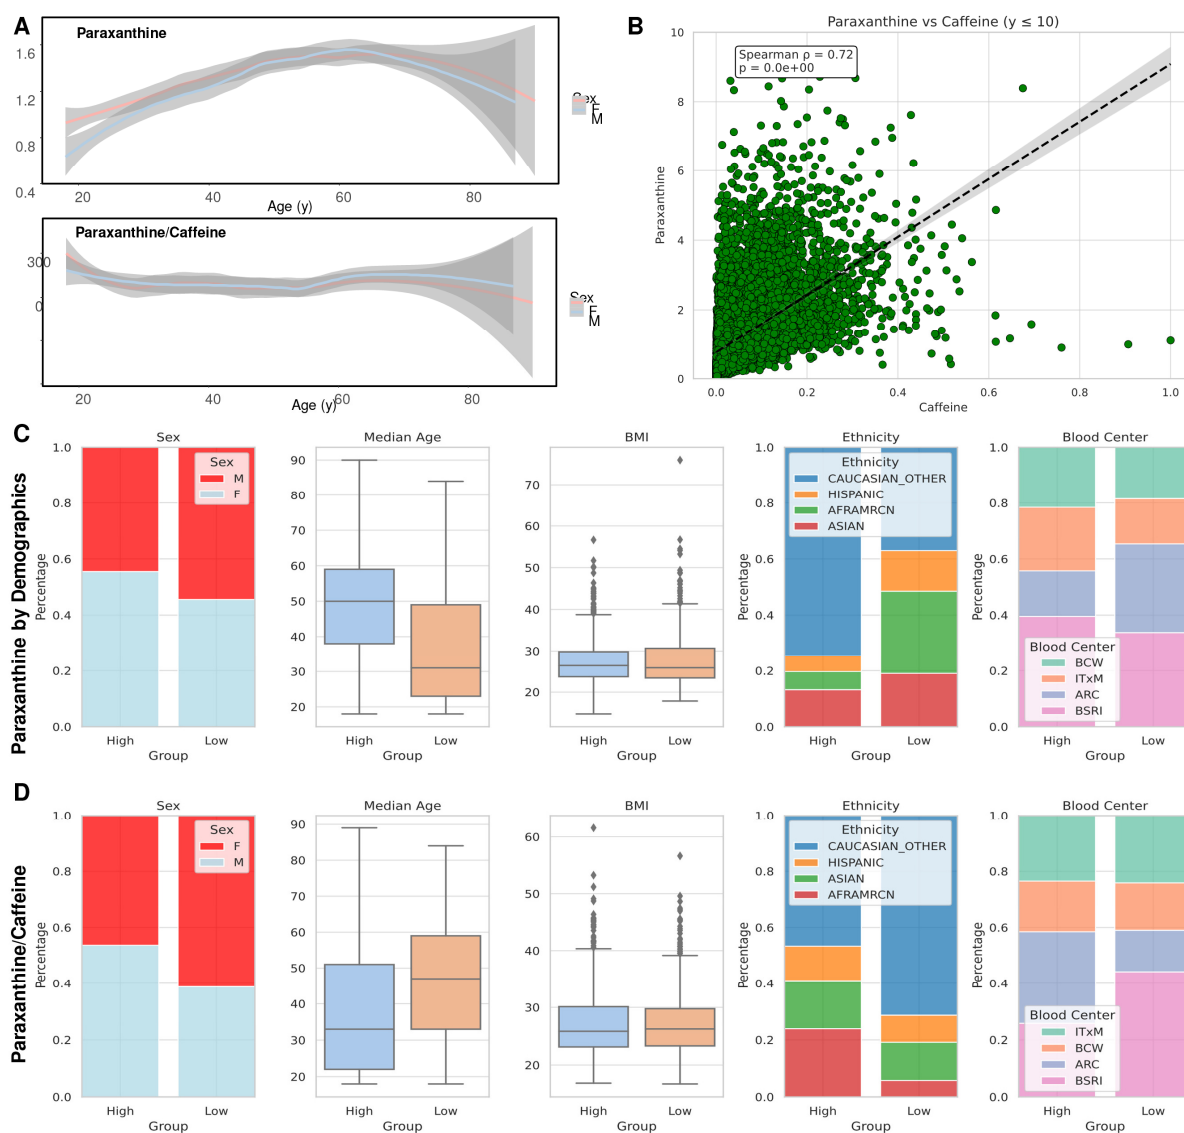 A
Paraxanthine
1.6
1.2
0.8
0.4
20
40
60
80
Age (y)
Sex
F
M
Paraxanthine/Caffeine
300
0
20
40
60
80
Age (y)
Sex
F
M
B
Paraxanthine vs Caffeine (y ≤ 10)
Spearman ρ = 0.72
p = 0.0e+00
Paraxanthine
10
8
6
4
2
0
0.0
0.2
0.4
0.6
0.8
1.0
Caffeine
C
Paraxanthine by Demographics
Sex
Percentage
1.0
0.8
0.6
0.4
0.2
0.0
Sex
M
F
High
Low
Group
Median Age
90
80
70
60
50
40
30
20
High
Low
Group
BMI
70
60
50
40
30
20
High
Low
Group
Ethnicity
Percentage
1.0
0.8
0.6
0.4
0.2
0.0
Ethnicity
CAUCASIAN_OTHER
HISPANIC
AFRAMRCN
ASIAN
High
Low
Group
Blood Center
Percentage
1.0
0.8
0.6
0.4
0.2
0.0
Blood Center
BCW
ITxM
ARC
BSRI
High
Low
Group
D
Paraxanthine/Caffeine
Sex
Percentage
1.0
0.8
0.6
0.4
0.2
0.0
Sex
F
M
High
Low
Group
Median Age
90
80
70
60
50
40
30
20
High
Low
Group
BMI
60
50
40
30
20
High
Low
Group
Ethnicity
Percentage
1.0
0.8
0.6
0.4
0.2
0.0
Ethnicity
CAUCASIAN_OTHER
HISPANIC
ASIAN
AFRAMRCN
High
Low
Group
Blood Center
Percentage
1.0
0.8
0.6
0.4
0.2
0.0
Blood Center
ITxM
BCW
ARC
BSRI
High
Low
Group